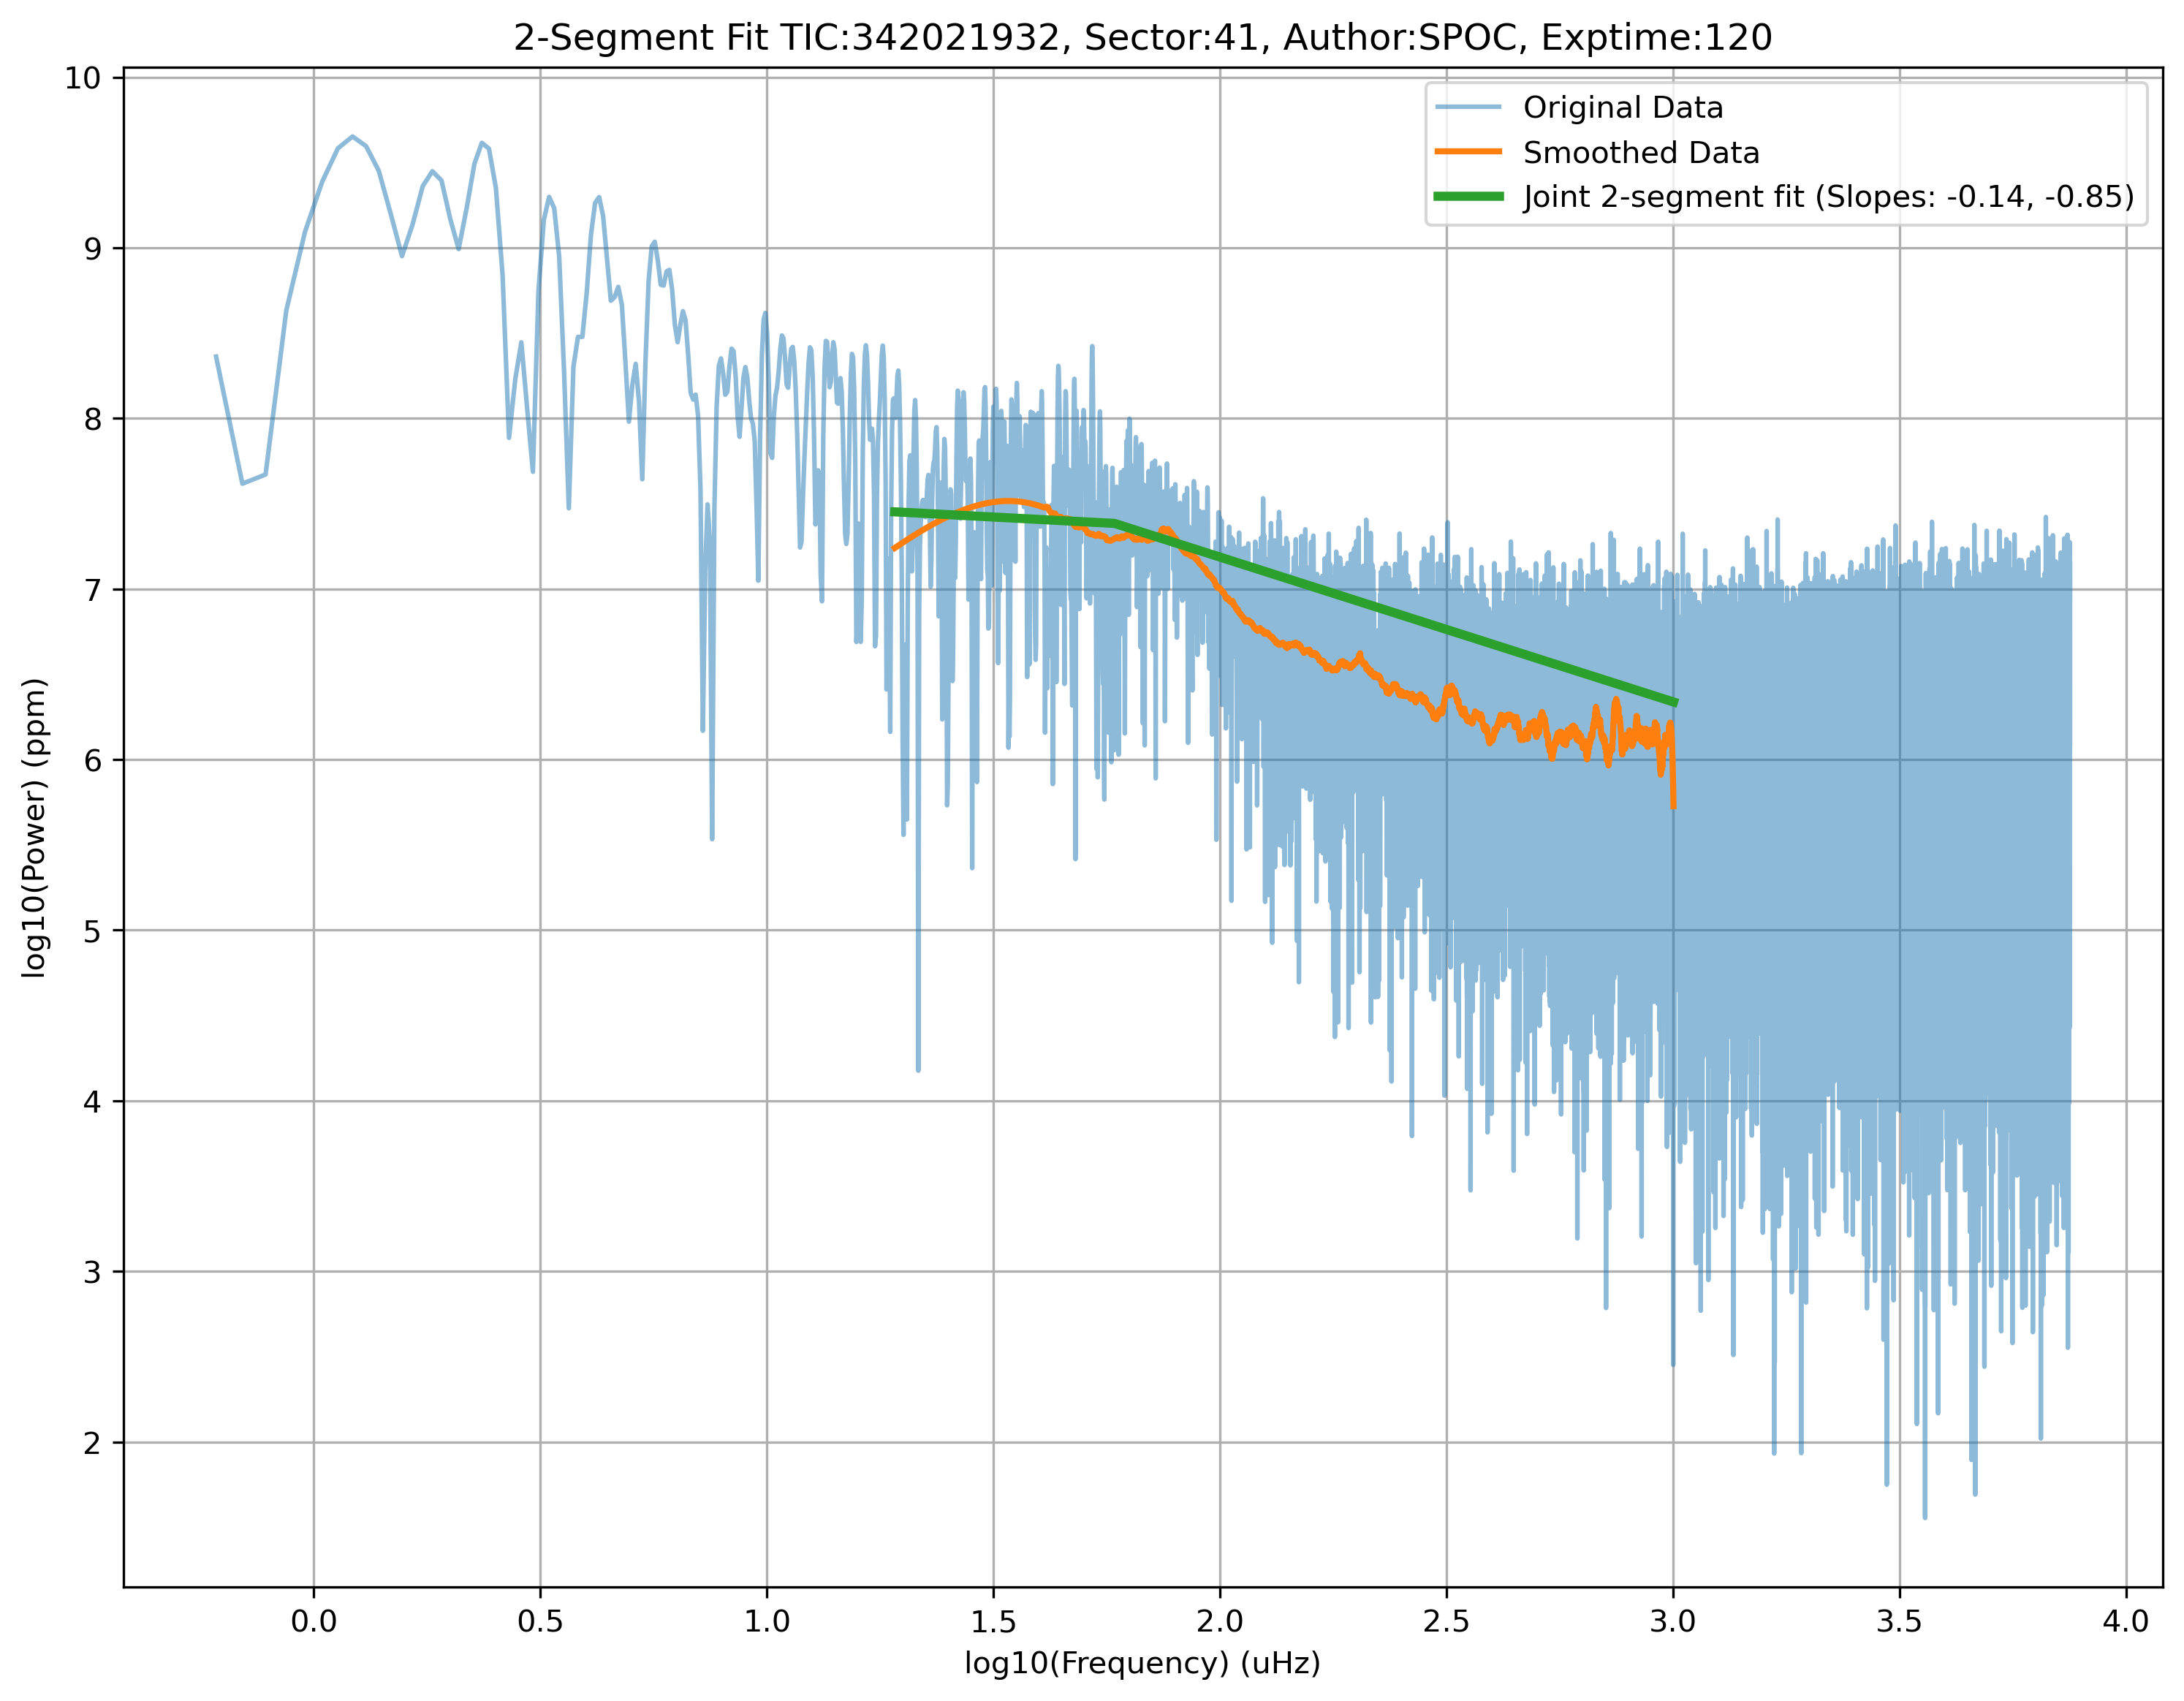 2-Segment Fit TIC:342021932, Sector:41, Author:SPOC, Exptime:120
Original Data
Smoothed Data
Joint 2-segment fit (Slopes: -0.14, -0.85)
log10(Power) (ppm)
10
9
8
7
6
5
4
3
2
0.0 0.5 1.0 1.5 2.0 2.5 3.0 3.5 4.0
log10(Frequency) (uHz)